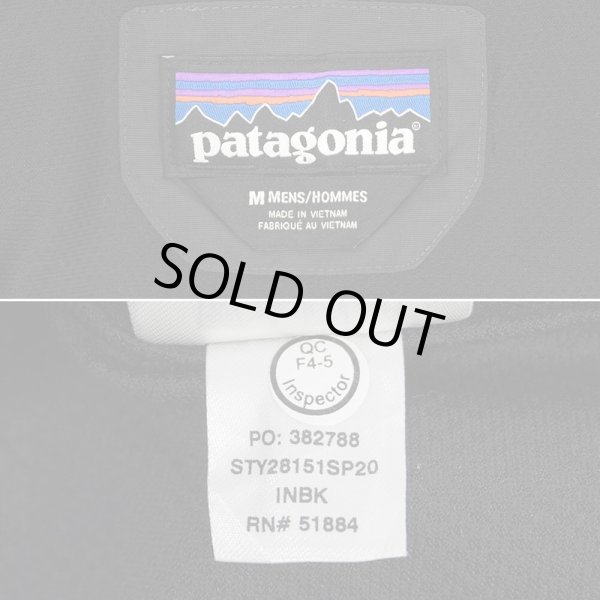 patagonia®
M MENS/HOMMES
MADE IN VIETNAM
FABRIQUÉ AU VIETNAM
SOLD OUT
QC
F4-5
Inspector
PO: 382788
STY28151SP20
INBK
RN# 51884